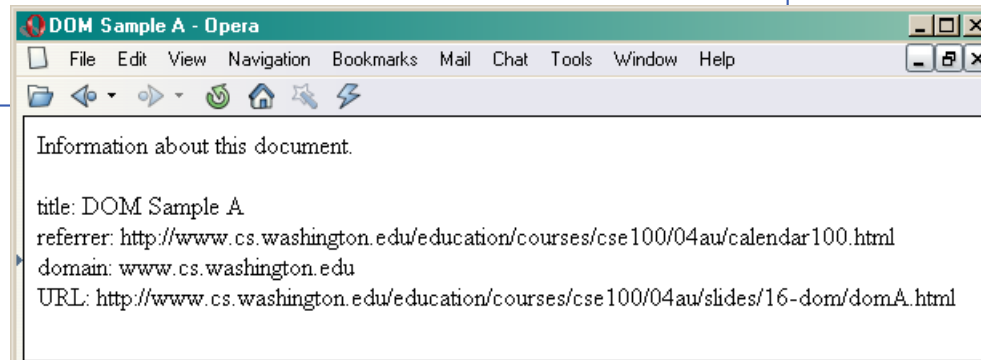 DOM Sample A - Opera
File Edit View Navigation Bookmarks Mail Chat Tools Window Help
Information about this document.
title: DOM Sample A
referrer: http://www.cs.washington.edu/education/courses/cse100/04au/calendar100.html
domain: www.cs.washington.edu
URL: http://www.cs.washington.edu/education/courses/cse100/04au/slides/16-dom/domA.html